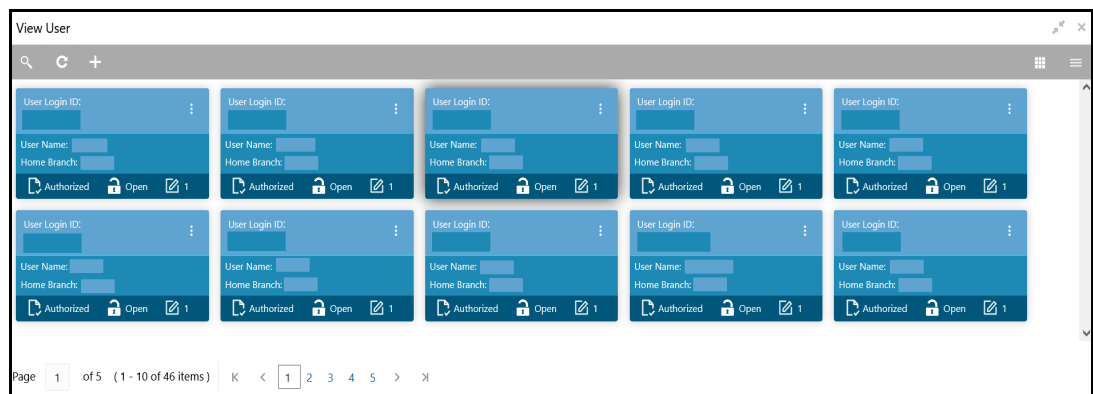 View User
User Login ID: User Login ID: User Login ID: User Login ID: User Login ID:
User Name: User Name: User Name: User Name: User Name:
Home Branch: Home Branch: Home Branch: Home Branch: Home Branch:
Authorized Open 1 Authorized Open 1 Authorized Open 1 Authorized Open 1 Authorized Open 1
User Login ID: User Login ID: User Login ID: User Login ID: User Login ID:
User Name: User Name: User Name: User Name: User Name:
Home Branch: Home Branch: Home Branch: Home Branch: Home Branch:
Authorized Open 1 Authorized Open 1 Authorized Open 1 Authorized Open 1 Authorized Open 1
Page 1 of 5 ( 1 - 10 of 46 items ) 1 2 3 4 5